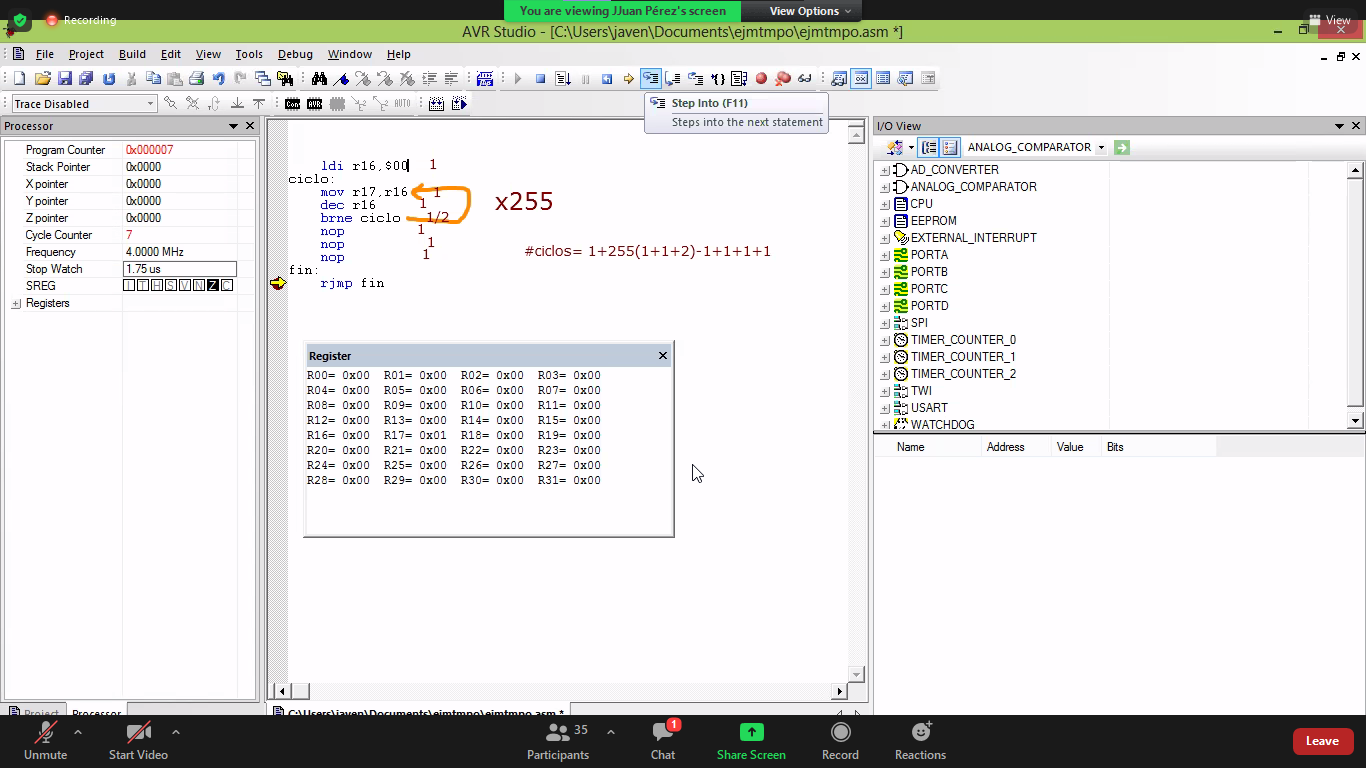 You are viewing JJuan Pérez's screen
View Options
Recording
View
AVR Studio - [C:\Users\javen\Documents\ejmtmpo\ejmtmpo.asm *]
File Project Build Edit View Tools Debug Window Help
Trace Disabled
Con AVR AUTO
Step Into (F11)
Steps into the next statement
Processor
Program Counter 0x000007
Stack Pointer 0x0000
X pointer 0x0000
Y pointer 0x0000
Z pointer 0x0000
Cycle Counter 7
Frequency 4.0000 MHz
Stop Watch 1.75 us
SREG I T H S V N Z C
Registers
ldi r16,$00 1
ciclo:
mov r17,r16 1
dec r16 1
brne ciclo 1/2
nop 1
nop 1
nop 1
fin:
rjmp fin
x255
#ciclos= 1+255(1+1+2)-1+1+1+1
Register
R00= 0x00 R01= 0x00 R02= 0x00 R03= 0x00
R04= 0x00 R05= 0x00 R06= 0x00 R07= 0x00
R08= 0x00 R09= 0x00 R10= 0x00 R11= 0x00
R12= 0x00 R13= 0x00 R14= 0x00 R15= 0x00
R16= 0x00 R17= 0x01 R18= 0x00 R19= 0x00
R20= 0x00 R21= 0x00 R22= 0x00 R23= 0x00
R24= 0x00 R25= 0x00 R26= 0x00 R27= 0x00
R28= 0x00 R29= 0x00 R30= 0x00 R31= 0x00
I/O View
ANALOG_COMPARATOR
AD_CONVERTER
ANALOG_COMPARATOR
CPU
EEPROM
EXTERNAL_INTERRUPT
PORTA
PORTB
PORTC
PORTD
SPI
TIMER_COUNTER_0
TIMER_COUNTER_1
TIMER_COUNTER_2
TWI
USART
WATCHDOG
Name Address Value Bits
Project Processor
C:\Users\javen\Documents\ejmtmpo\ejmtmpo.asm *
Unmute
Start Video
35
Participants
1
Chat
Share Screen
Record
Reactions
Leave